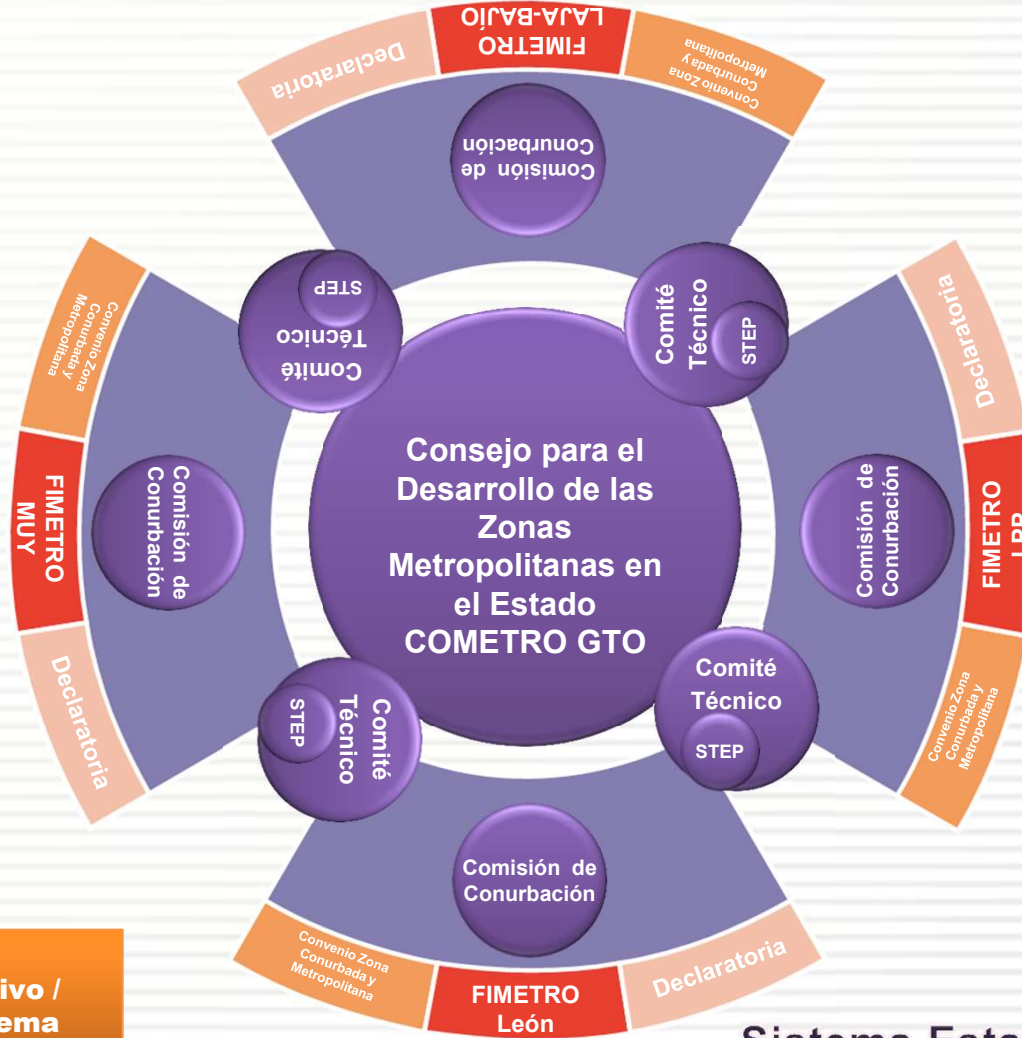 FIMETRO
LAJA-BAJÍO
Declaratoria
Convenio Zona
Conurbada y
Metropolitana
Comisión de
Conurbación
Comité
Técnico
STEP
Comité
Técnico
STEP
Convenio Zona
Conurbada y
Metropolitana
FIMETRO
MUY
Declaratoria
Comisión de
Conurbación
Consejo para el
Desarrollo de las
Zonas
Metropolitanas en
el Estado
COMETRO GTO
Declaratoria
FIMETRO
Convenio Zona
Conurbada y
Metropolitana
Comisión de
Conurbación
Comité
Técnico
STEP
Comité
Técnico
STEP
Comisión de
Conurbación
Convenio Zona
Conurbada y
Metropolitana
FIMETRO
León
Declaratoria
ivo /
ema